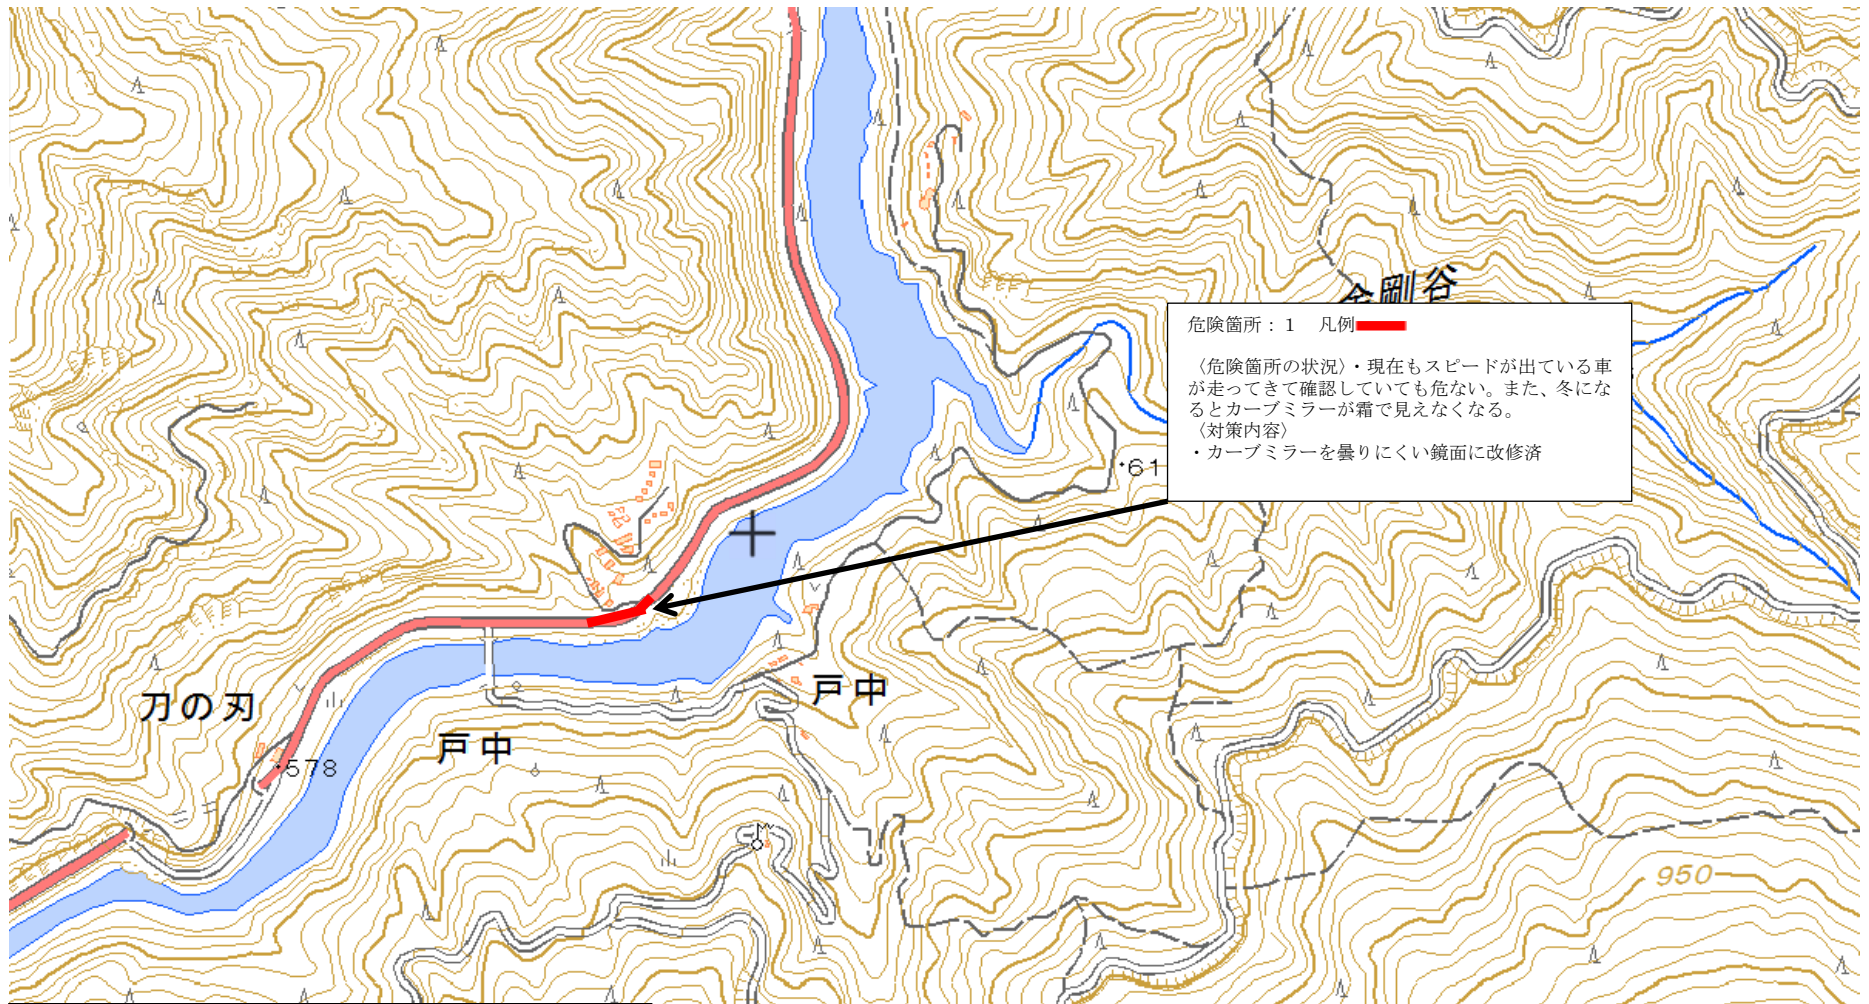 金剛谷
危険箇所：１　凡例
〈危険箇所の状況〉・現在もスピードが出ている車
が走ってきて確認していても危ない。また、冬にな
るとカーブミラーが霜で見えなくなる。
〈対策内容〉
・カーブミラーを曇りにくい鏡面に改修済
61
戸中
刀の刃
戸中
578
950